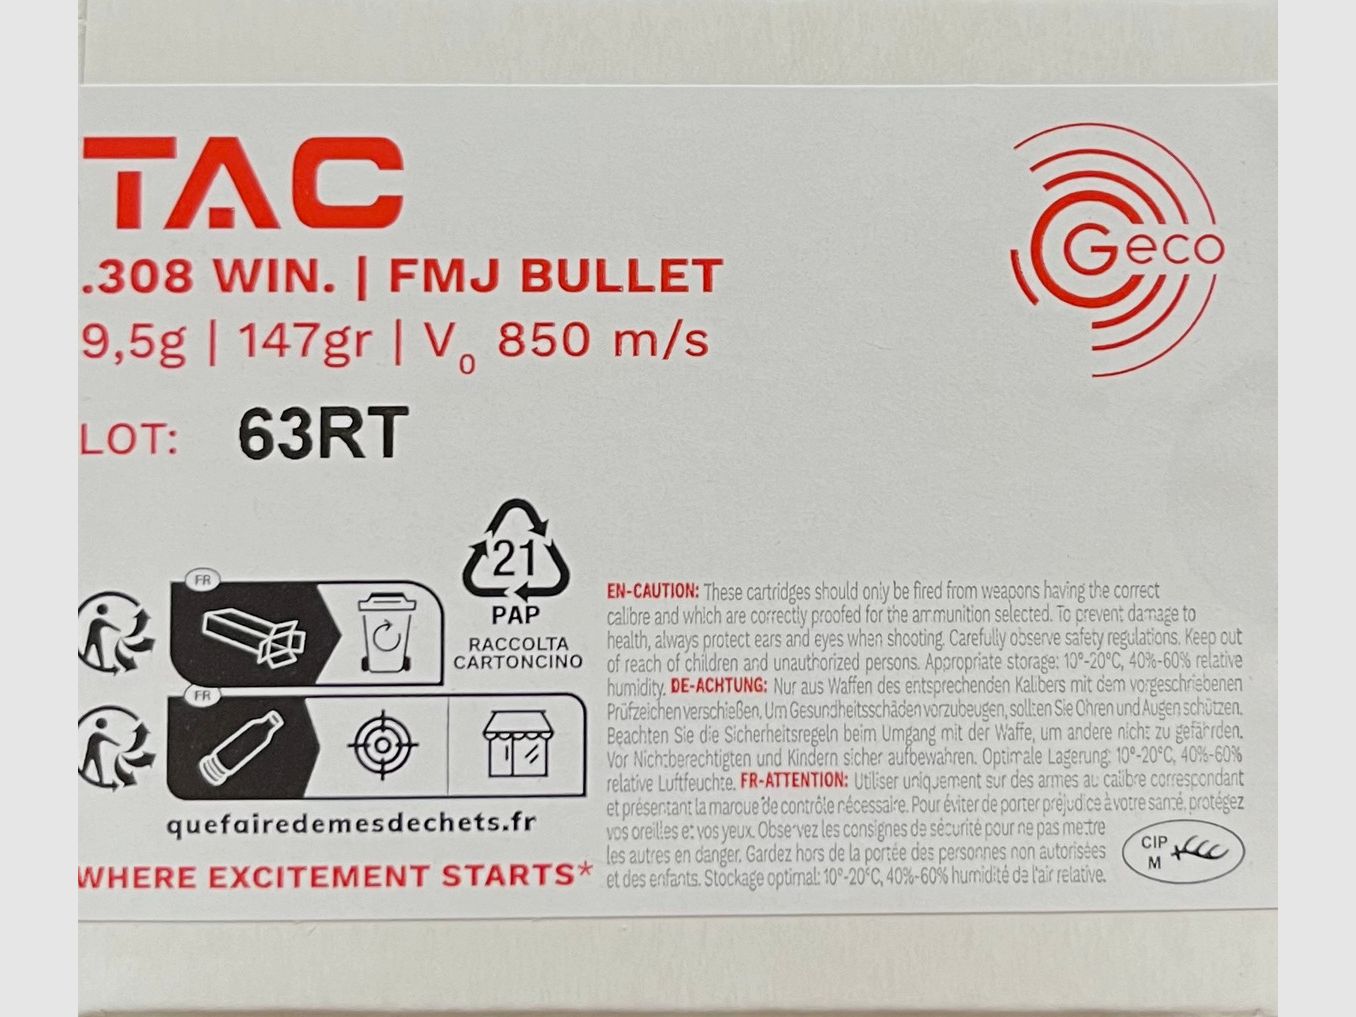 TAC
Geco
.308 WIN. | FMJ BULLET
9,5g | 147gr | V0 850 m/s
LOT: 63RT
21
PAP
RACCOLTA
CARTONCINO
FR
FR
quefairedemesdechets.fr
WHERE EXCITEMENT STARTS*
EN-CAUTION: These cartridges should only be fired from weapons having the correct
calibre and which are correctly proofed for the ammunition selected. To prevent damage to
health, always protect ears and eyes when shooting. Carefully observe safety regulations. Keep out
of reach of children and unauthorized persons. Appropriate storage: 10°-20°C, 40%-60% relative
humidity. DE-ACHTUNG: Nur aus Waffen des entsprechenden Kalibers mit dem vorgeschriebenen
Prüfzeichen verschießen. Um Gesundheitsschäden vorzubeugen, sollten Sie Ohren und Augen schützen.
Beachten Sie die Sicherheitsregeln beim Umgang mit der Waffe, um andere nicht zu gefährden.
Vor Nichtberechtigten und Kindern sicher aufbewahren. Optimale Lagerung: 10°-20°C, 40%-60%
relative Luftfeuchte. FR-ATTENTION: Utiliser uniquement sur des armes au calibre correspondant
et présentant la marque de contrôle nécessaire. Pour éviter de porter préjudice à votre santé, protégez
vos oreilles et vos yeux. Observez les consignes de sécurité pour ne pas mettre
les autres en danger. Gardez hors de la portée des personnes non autorisées
et des enfants. Stockage optimal: 10°-20°C, 40%-60% humidité de l'air relative.
CIP
M